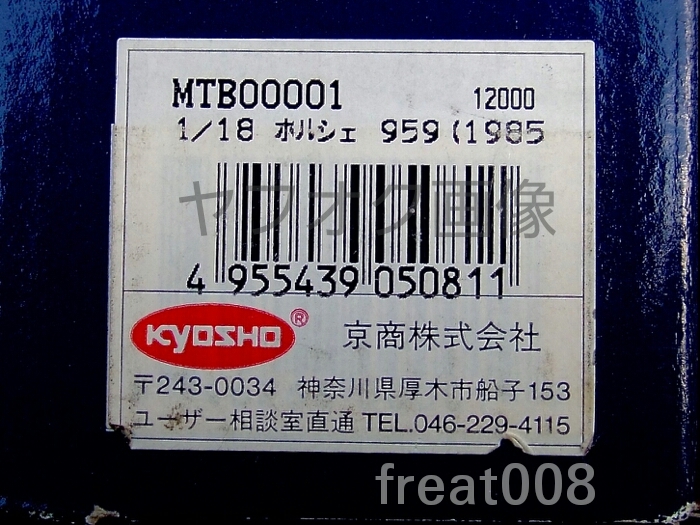 MTB00001 12000
1/18 ホルシェ 959 (1985
ヤフオク画像
4 955439 050811
KYOSHO ® 京商株式会社
〒243-0034 神奈川県厚木市船子153
ユーザー相談室直通 TEL.046-229-4115
freat008